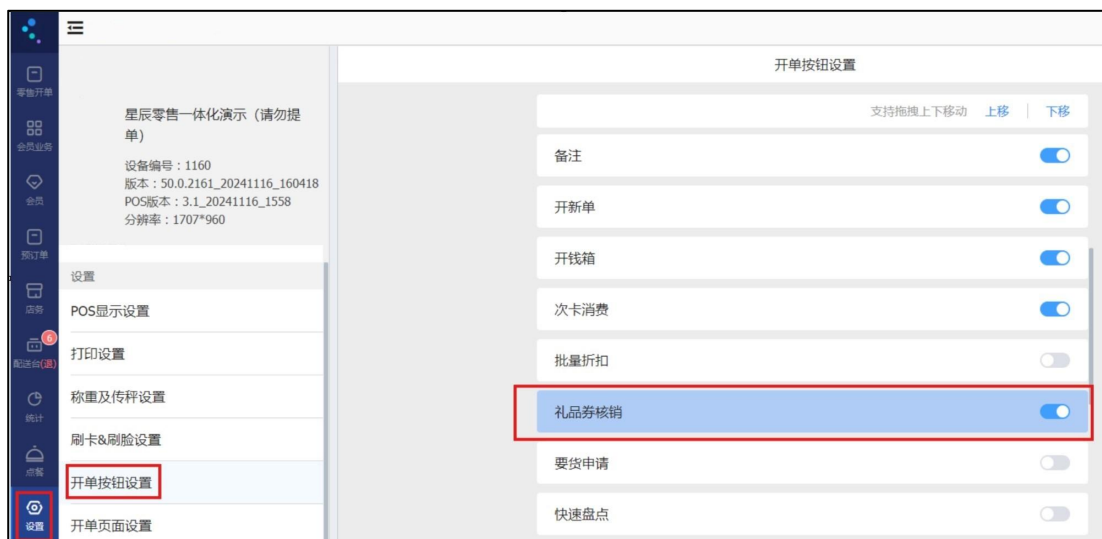 零售开单
会员业务
会员
预订单
店务
6
配送台(退)
统计
点餐
设置
星辰零售一体化演示（请勿提
单）
设备编号：1160
版本：50.0.2161_20241116_160418
POS版本：3.1_20241116_1558
分辨率：1707*960
设置
POS显示设置
打印设置
称重及传秤设置
刷卡&刷脸设置
开单按钮设置
开单页面设置
开单按钮设置
支持拖拽上下移动 上移 下移
备注
开新单
开钱箱
次卡消费
批量折扣
礼品券核销
要货申请
快速盘点